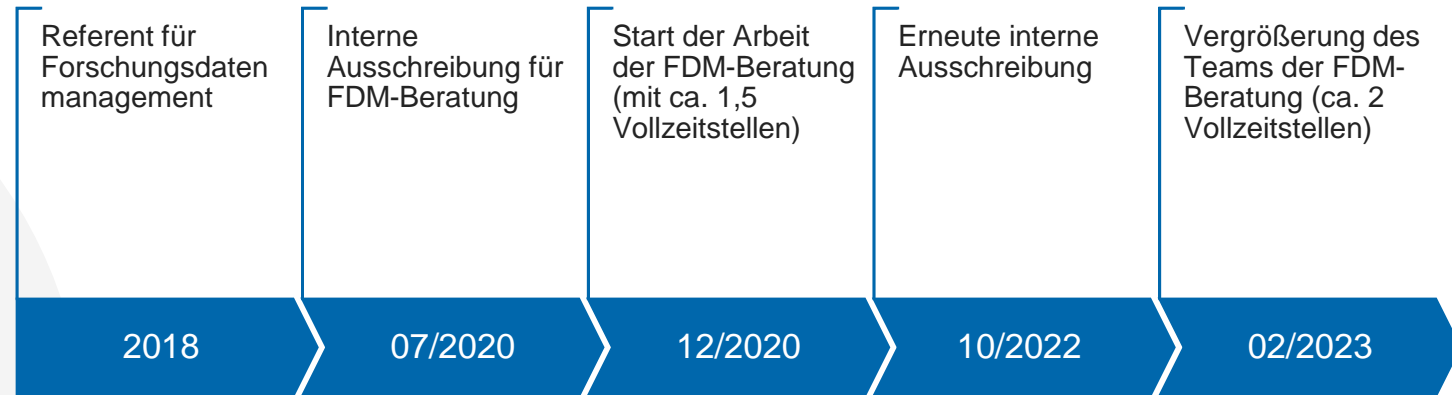 Referent für
Forschungsdaten
management
Interne
Ausschreibung für
FDM-Beratung
Start der Arbeit
der FDM-Beratung
(mit ca. 1,5
Vollzeitstellen)
Erneute interne
Ausschreibung
Vergrößerung des
Teams der FDM-
Beratung (ca. 2
Vollzeitstellen)
2018
07/2020
12/2020
10/2022
02/2023